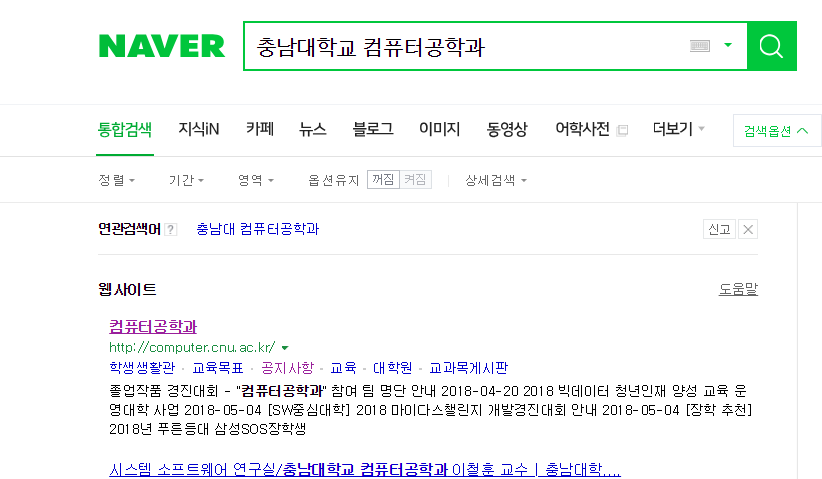 NAVER
충남대학교 컴퓨터공학과
통합검색 지식iN 카페 뉴스 블로그 이미지 동영상 어학사전 더보기 검색옵션
정렬 기간 영역 옵션유지 꺼짐 켜짐 상세검색
연관검색어 ? 충남대 컴퓨터공학과 신고
웹사이트 도움말
컴퓨터공학과
http://computer.cnu.ac.kr/
학생생활관 · 교육목표 · 공지사항 · 교육 · 대학원 · 교과목게시판
졸업작품 경진대회 - "컴퓨터공학과" 참여 팀 명단 안내 2018-04-20 2018 빅데이터 청년인재 양성 교육 운
영대학 사업 2018-05-04 [SW중심대학] 2018 마이다스챌린지 개발경진대회 안내 2018-05-04 [장학 추천]
2018년 푸른등대 삼성SOS장학생
시스템 소프트웨어 연구실/충남대학교 컴퓨터공학과 이철훈 교수 | 충남대학....